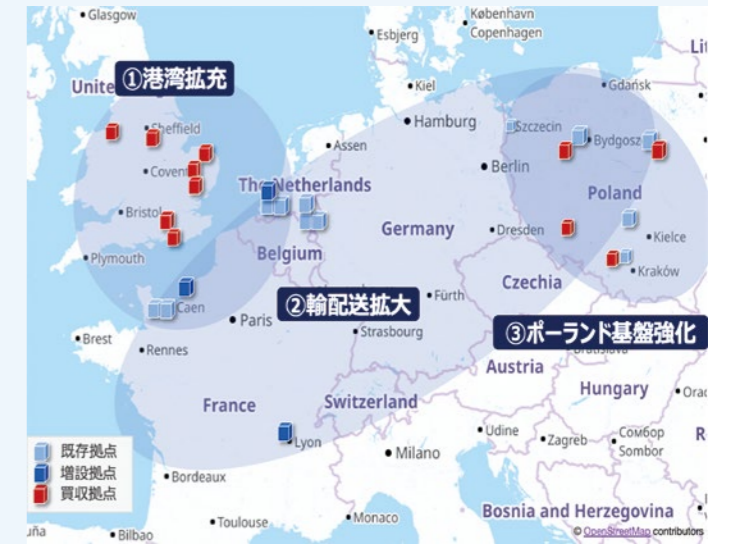 Glasgow
København
Copenhagen
Esbjerg
Lit
①港湾拡充
Unite
Kiel
Gdańsk
Hamburg
Sheffield
Szczecin
Bydgosz
Assen
Berlin
Covent
The Netherlands
Poland
Bristol
Germany
Dresden
Kielce
Plymouth
Belgium
Czechia
Kraków
Caen
②輸配送拡大
Fürth
Paris
③ポーランド基盤強化
Brest
Rennes
Strasbourg
Bratislava
Austria
Hungary
Orac
France
Switzerland
既存拠点
増設拠点
買収拠点
Lyon
Udine
Zagreb
Сомбор
Sombor
R
Milano
Bordeaux
Bosnia and Herzegovina
Toulouse
Monaco
uña
Bilbao
© OpenStreetMap contributors